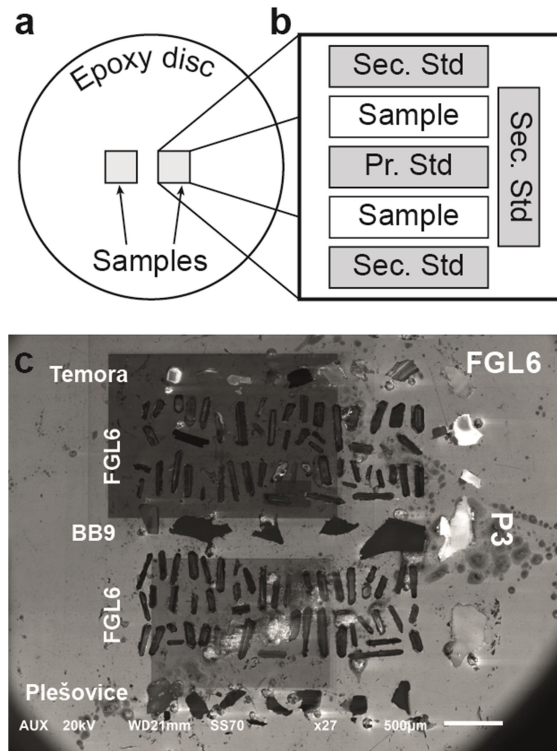 a
b
Epoxy disc
Samples
Sec. Std
Sample
Pr. Std
Sample
Sec. Std
Sec. Std
c
Temora
FGL6
FGL6
BB9
P3
FGL6
Plešovice
AUX 20kV WD21mm SS70 x27 500µm